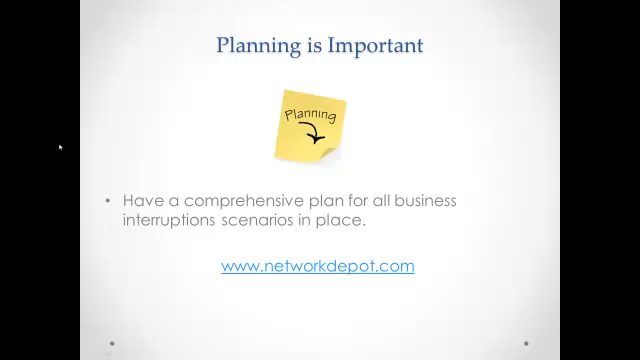 Planning is Important
Planning
• Have a comprehensive plan for all business
interruptions scenarios in place.
www.networkdepot.com